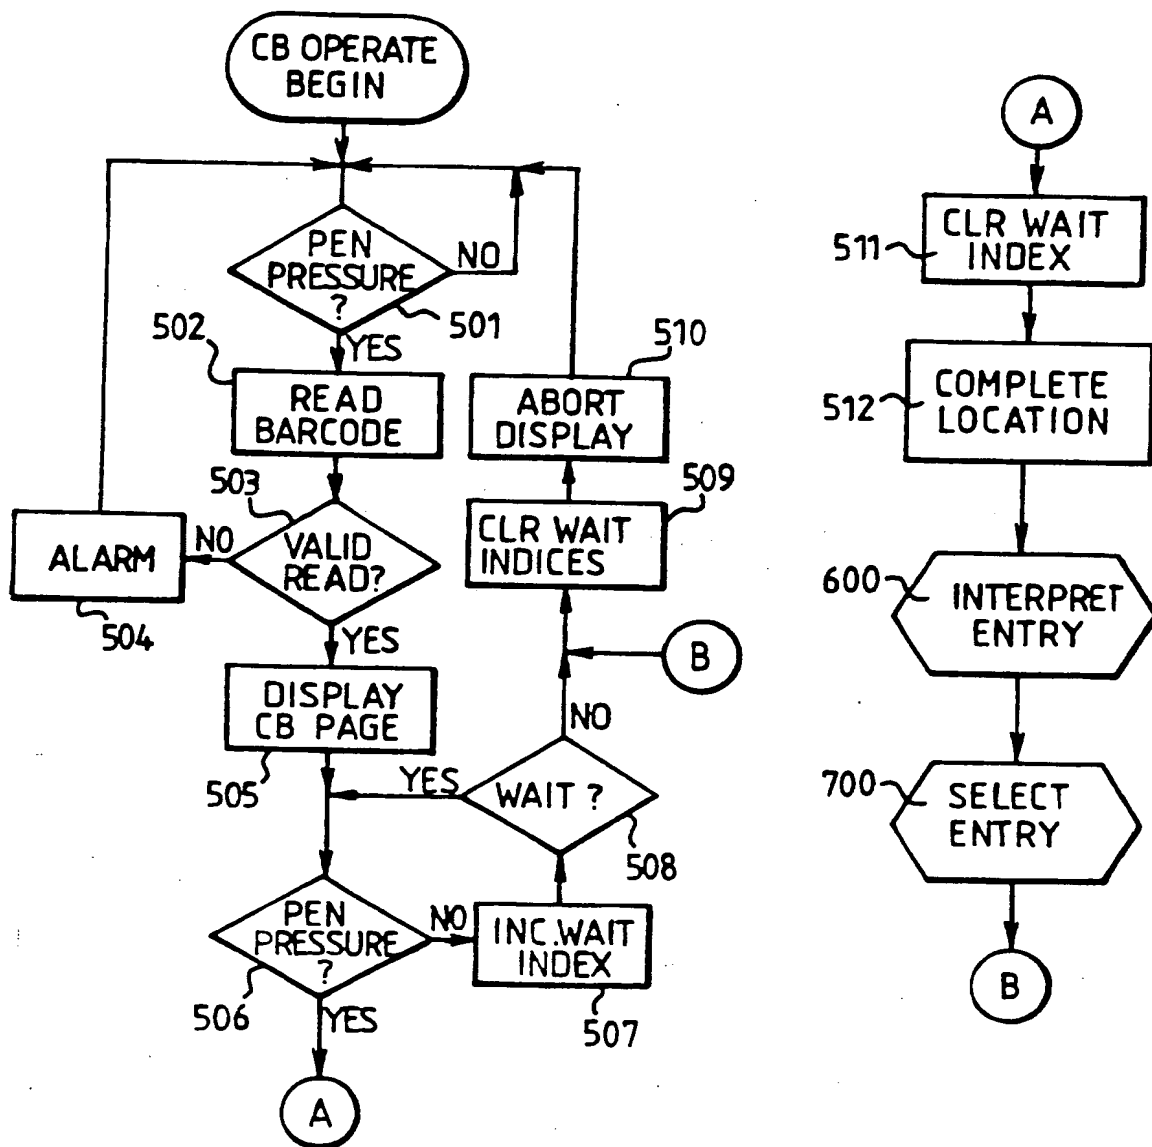 CB OPERATE
BEGIN
PEN
PRESSURE
?
NO
501
YES
502
READ
BARCODE
503
VALID
READ?
NO
ALARM
504
YES
DISPLAY
CB PAGE
505
PEN
PRESSURE
?
506
NO
YES
A
INC. WAIT
INDEX
507
WAIT ?
508
YES
NO
B
CLR WAIT
INDICES
509
ABORT
DISPLAY
510
A
CLR WAIT
INDEX
511
COMPLETE
LOCATION
512
INTERPRET
ENTRY
600
SELECT
ENTRY
700
B